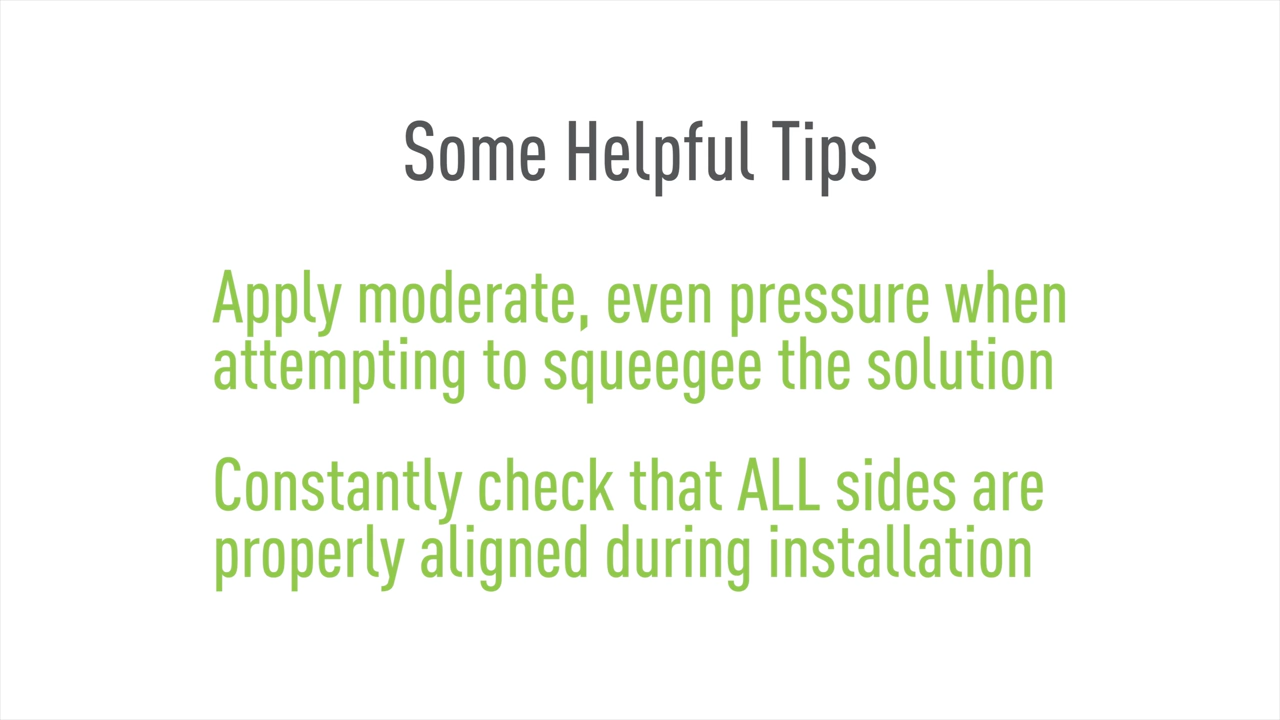 Some Helpful Tips
Apply moderate, even pressure when
attempting to squeegee the solution
Constantly check that ALL sides are
properly aligned during installation